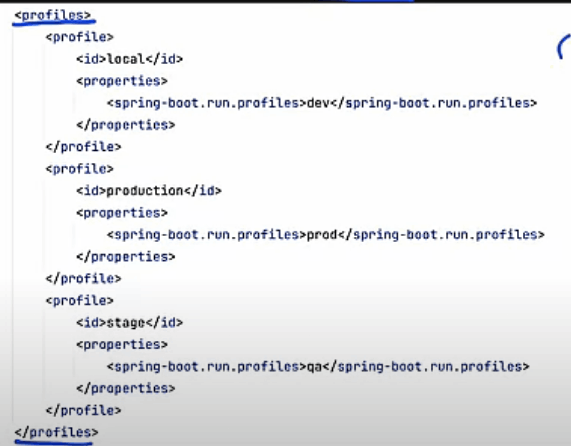 <profiles>
<profile>
<id>local</id>
<properties>
<spring-boot.run.profiles>dev</spring-boot.run.profiles>
</properties>
</profile>
<profile>
<id>production</id>
<properties>
<spring-boot.run.profiles>prod</spring-boot.run.profiles>
</properties>
</profile>
<profile>
<id>stage</id>
<properties>
<spring-boot.run.profiles>qa</spring-boot.run.profiles>
</properties>
</profile>
</profiles>